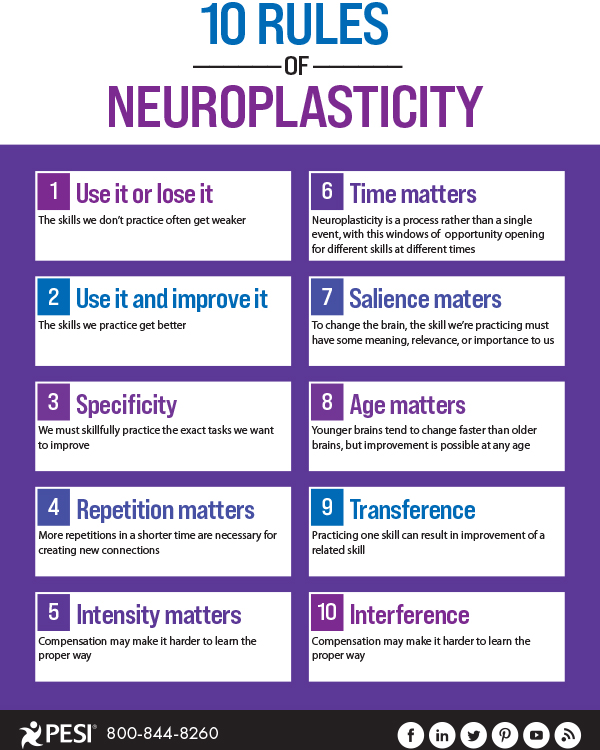 10 RULES
OF
NEUROPLASTICITY
1 Use it or lose it
The skills we don't practice often get weaker
2 Use it and improve it
The skills we practice get better
3 Specificity
We must skillfully practice the exact tasks we want
to improve
4 Repetition matters
More repetitions in a shorter time are necessary for
creating new connections
5 Intensity matters
Compensation may make it harder to learn the
proper way
6 Time matters
Neuroplasticity is a process rather than a single
event, with this windows of opportunity opening
for different skills at different times
7 Salience maters
To change the brain, the skill we're practicing must
have some meaning, relevance, or importance to us
8 Age matters
Younger brains tend to change faster than older
brains, but improvement is possible at any age
9 Transference
Practicing one skill can result in improvement of a
related skill
10 Interference
Compensation may make it harder to learn the
proper way
PESI® 800-844-8260